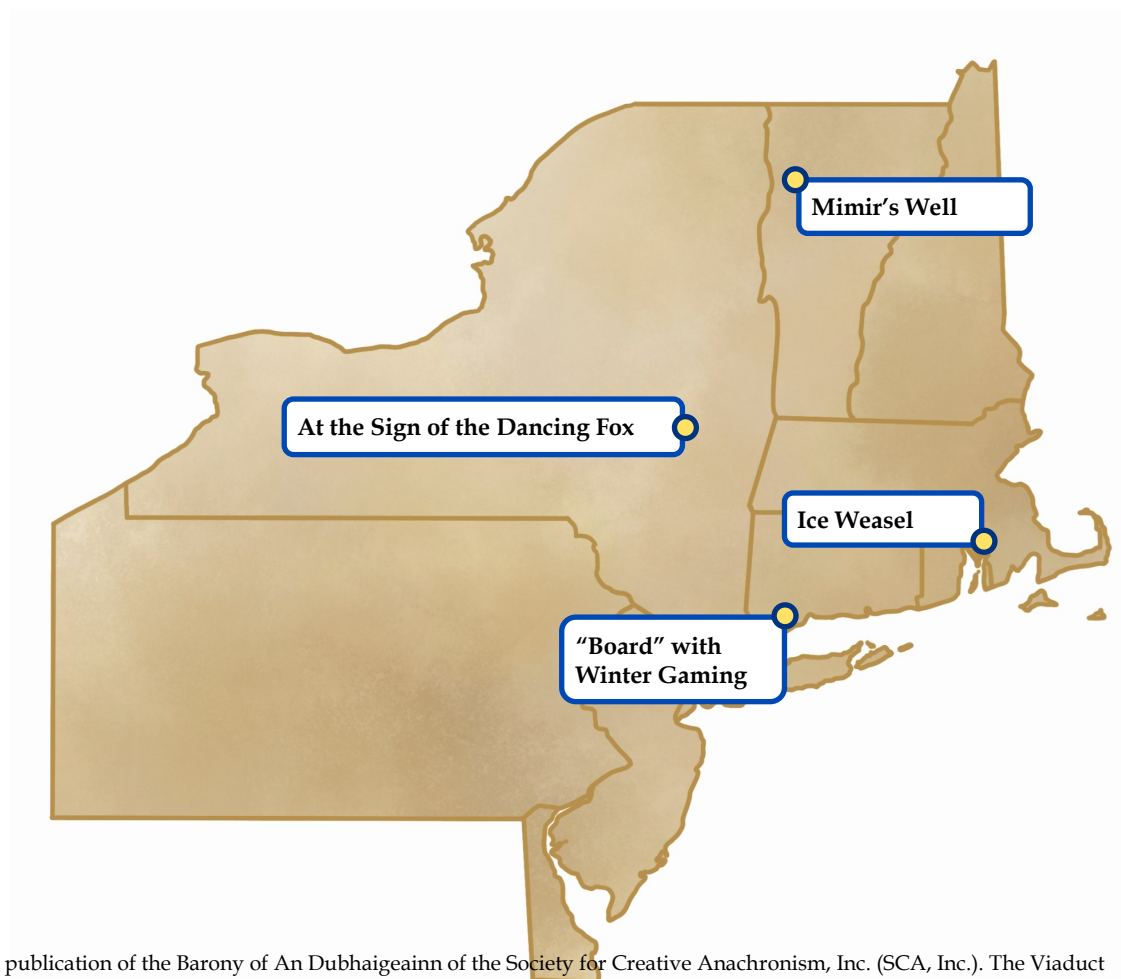 Mimir’s Well
At the Sign of the Dancing Fox
Ice Weasel
“Board” with
Winter Gaming
publication of the Barony of An Dubhaigeainn of the Society for Creative Anachronism, Inc. (SCA, Inc.). The Viaduct